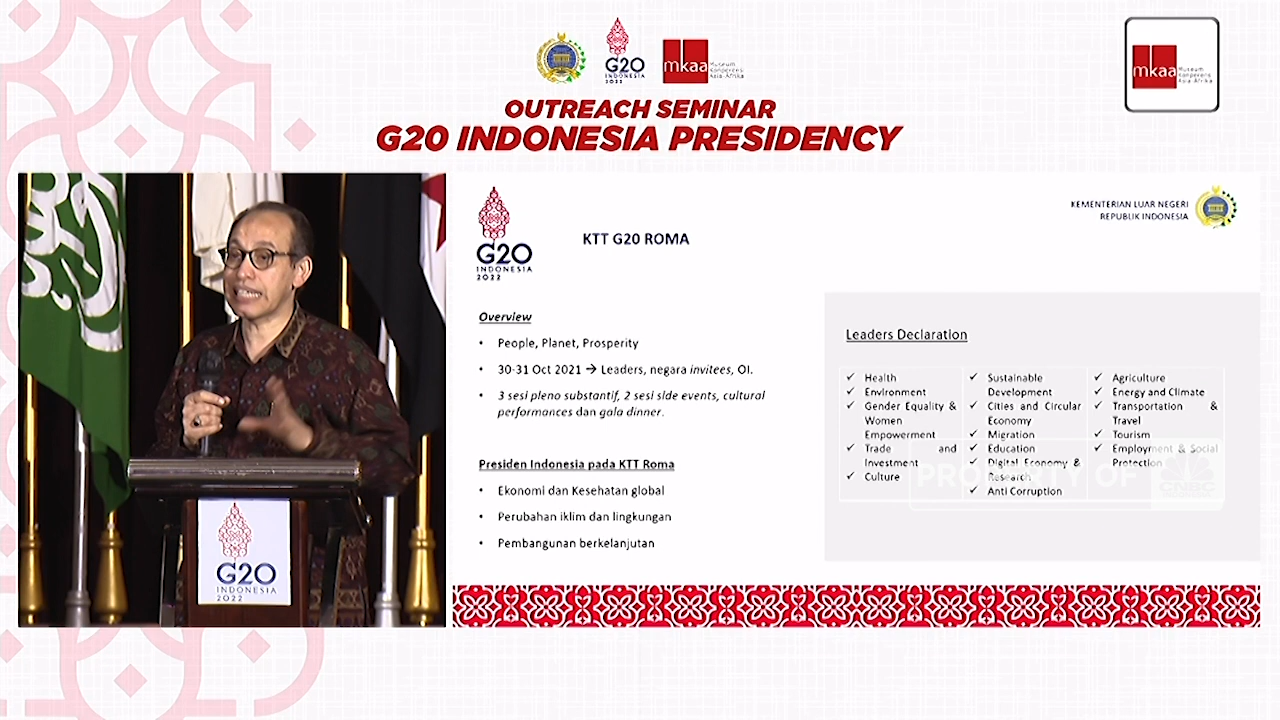 G20
INDONESIA
2022
mkaa
Museum
Konperensi
Asia-Afrika
mkaa
Museum
Konperensi
Asia-Afrika
OUTREACH SEMINAR
G20 INDONESIA PRESIDENCY
G20
INDONESIA
2022
KTT G20 ROMA
KEMENTERIAN LUAR NEGERI
REPUBLIK INDONESIA
Overview
• People, Planet, Prosperity
• 30-31 Oct 2021 → Leaders, negara invitees, OI.
• 3 sesi pleno substantif, 2 sesi side events, cultural
performances dan gala dinner.
Presiden Indonesia pada KTT Roma
• Ekonomi dan Kesehatan global
• Perubahan iklim dan lingkungan
• Pembangunan berkelanjutan
Leaders Declaration
✓ Health
✓ Environment
✓ Gender Equality &
Women
Empowerment
✓ Trade and
Investment
✓ Culture
✓ Sustainable
Development
✓ Cities and Circular
Economy
✓ Migration
✓ Education
✓ Digital Economy &
Research
✓ Anti Corruption
✓ Agriculture
✓ Energy and Climate
✓ Transportation &
Travel
✓ Tourism
✓ Employment & Social
Protection
PROPERTY OF
CNBC
G20
INDONESIA
2022